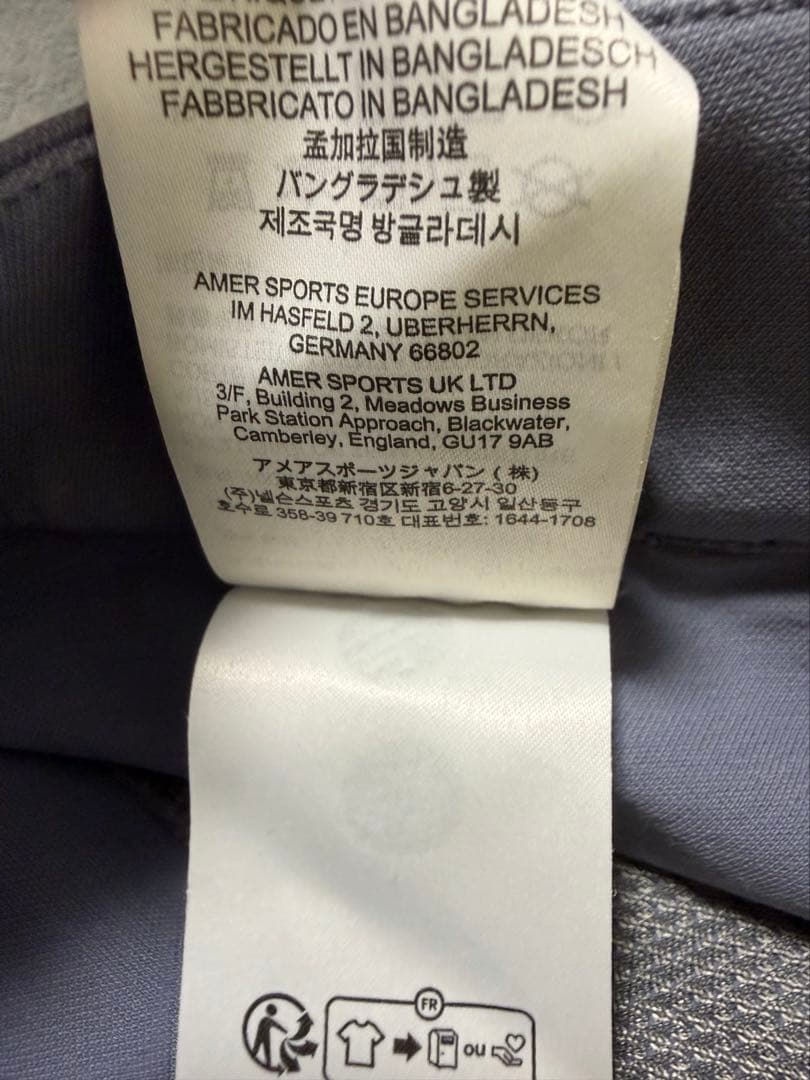 FABRICADO EN BANGLADESH
HERGESTELLT IN BANGLADESCH
FABBRICATO IN BANGLADESH
孟加拉国制造
バングラデシュ製
제조국명 방글라데시
AMER SPORTS EUROPE SERVICES
IM HASFELD 2, UBERHERRN,
GERMANY 66802
AMER SPORTS UK LTD
3/F, Building 2, Meadows Business
Park Station Approach, Blackwater,
Camberley, England, GU17 9AB
アメアスポーツジャパン (株)
東京都新宿区新宿6-27-30
(주)넬슨스포츠 경기도 고양시 일산동구
호수로 358-39 710호 대표번호: 1644-1708
FR
ou